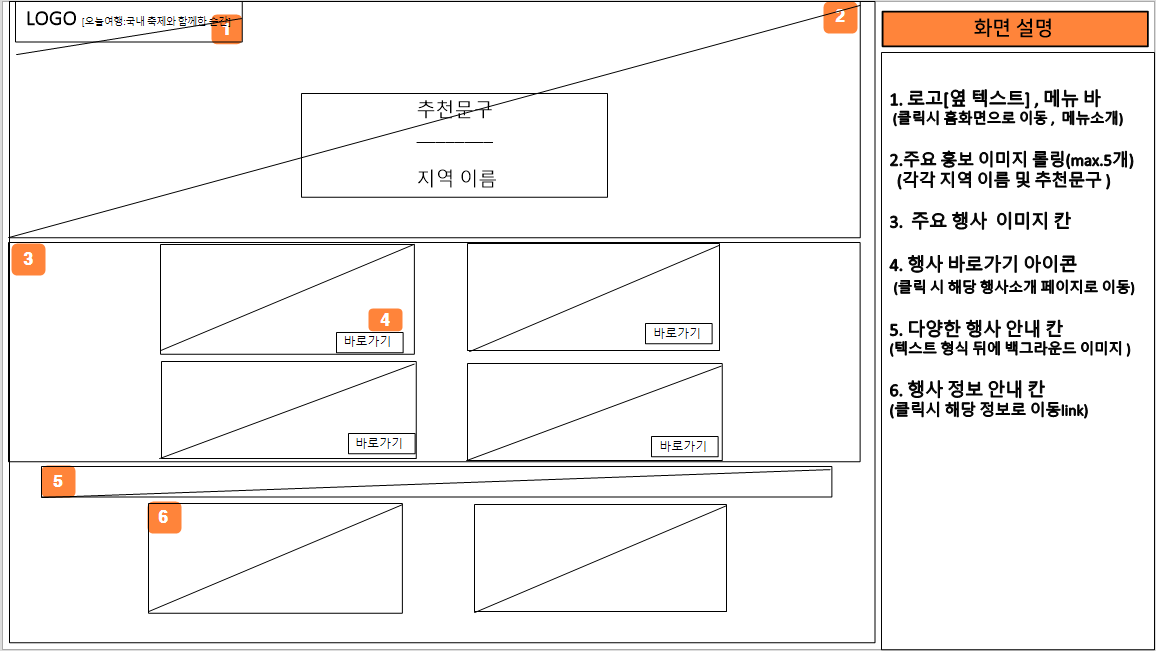 LOGO [오늘여행:국내 축제와 함께한 순간]
1
2
추천문구
지역 이름
3
4
바로가기
바로가기
바로가기
바로가기
5
6
화면 설명
1. 로고[옆 텍스트] , 메뉴 바
(클릭시 홈화면으로 이동 , 메뉴소개)
2.주요 홍보 이미지 롤링(max.5개)
(각각 지역 이름 및 추천문구 )
3. 주요 행사 이미지 칸
4. 행사 바로가기 아이콘
(클릭 시 해당 행사소개 페이지로 이동)
5. 다양한 행사 안내 칸
(텍스트 형식 뒤에 백그라운드 이미지 )
6. 행사 정보 안내 칸
(클릭시 해당 정보로 이동link)